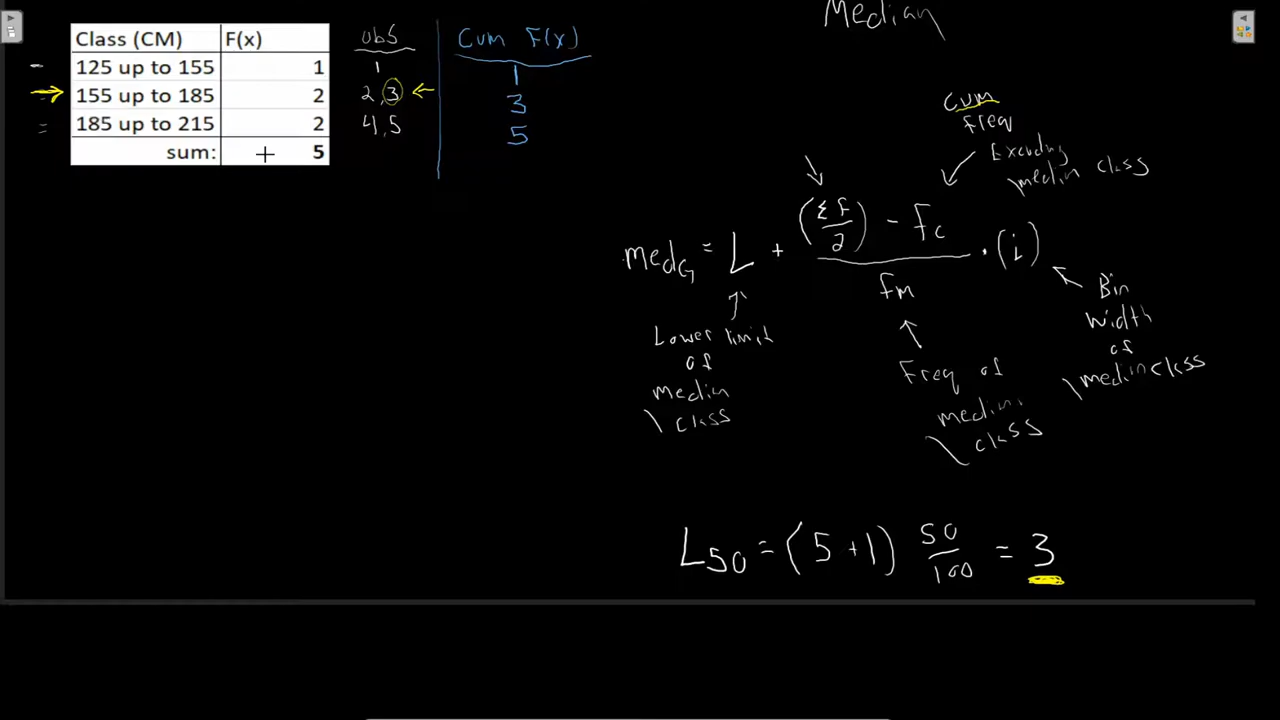 Median
Class (CM) F(x) obs Cum F(x)
125 up to 155 1 1 1
155 up to 185 2 2,3 3
185 up to 215 2 4,5 5
sum: 5
Cum
freq
median class
med_G = L + ((Σf/2) - f_c)/fm · (i)
Lower limit
of
median
class
Freq of
median
class
Bin
width
of
median class
L50 = (5+1) 50/100 = 3